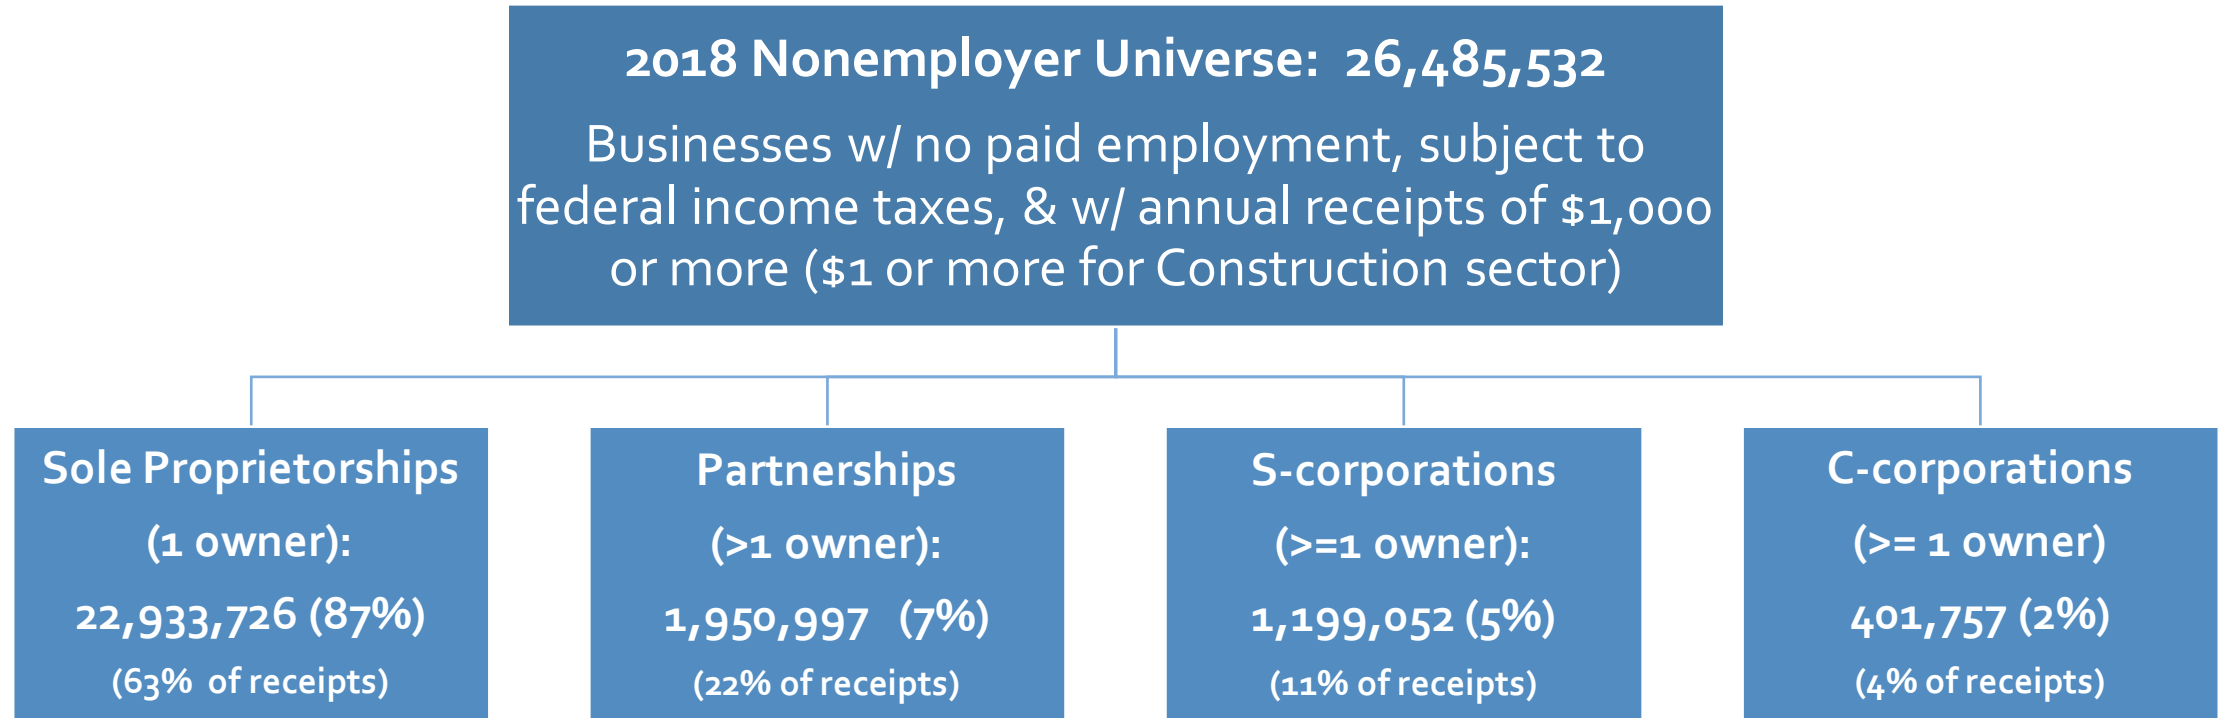 2018 Nonemployer Universe: 26,485,532
Businesses w/ no paid employment, subject to
federal income taxes, & w/ annual receipts of $1,000
or more ($1 or more for Construction sector)
Sole Proprietorships
(1 owner):
22,933,726 (87%)
(63% of receipts)
Partnerships
(>1 owner):
1,950,997 (7%)
(22% of receipts)
S-corporations
(>=1 owner):
1,199,052 (5%)
(11% of receipts)
C-corporations
(>= 1 owner)
401,757 (2%)
(4% of receipts)